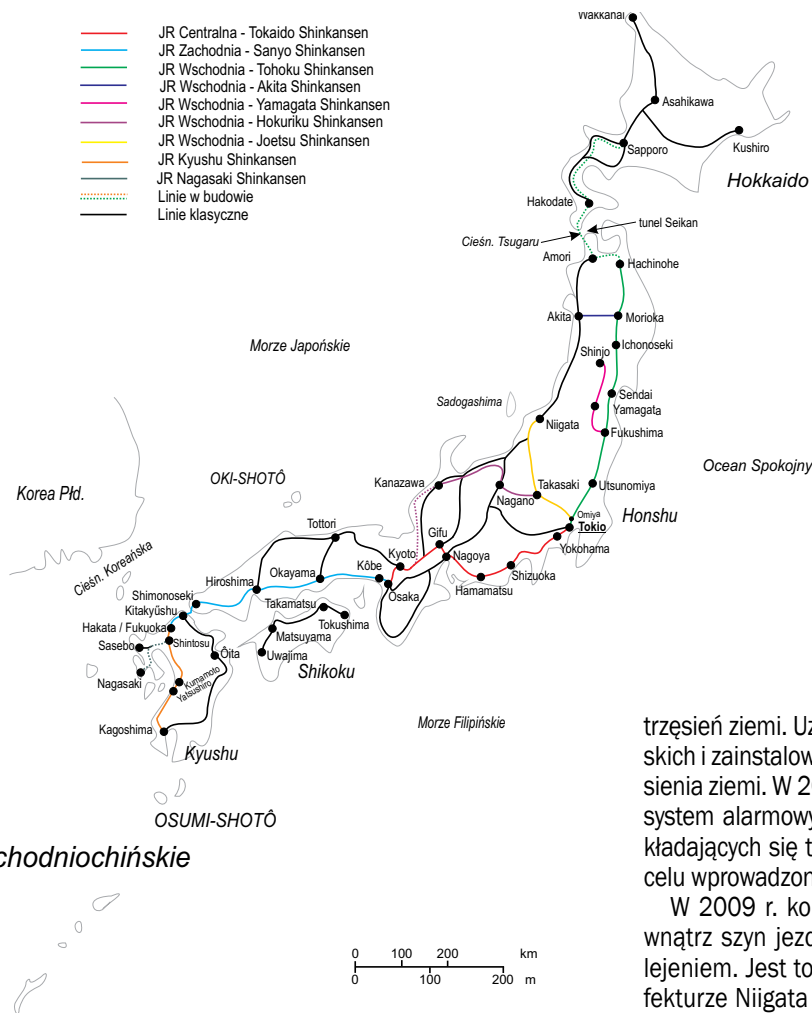 JR Centralna - Tokaido Shinkansen
JR Zachodnia - Sanyo Shinkansen
JR Wschodnia - Tohoku Shinkansen
JR Wschodnia - Akita Shinkansen
JR Wschodnia - Yamagata Shinkansen
JR Wschodnia - Hokuriku Shinkansen
JR Wschodnia - Joetsu Shinkansen
JR Kyushu Shinkansen
JR Nagasaki Shinkansen
Linie w budowie
Linie klasyczne
Wakkanai
Asahikawa
Sapporo
Kushiro
Hokkaido
Hakodate
tunel Seikan
Cieśn. Tsugaru
Amori
Hachinohe
Akita
Morioka
Morze Japońskie
Ichonoseki
Shinjo
Sendai
Sadogashima
Yamagata
Niigata
Fukushima
Ocean Spokojny
OKI-SHOTÔ
Kanazawa
Takasaki
Utsunomiya
Korea Płd.
Nagano
Honshu
Omiya
Tokio
Tottori
Gifu
Yokohama
Cieśn. Koreańska
Kyoto
Nagoya
Okayama
Kôbe
Shizuoka
Hiroshima
Osaka
Hamamatsu
Shimonoseki
Kitakyûshu
Takamatsu
Hakata / Fukuoka
Tokushima
Shintosu
Matsuyama
Sasebo
Ôita
Uwajima
Nagasaki
Kumamoto
Yatsushiro
Shikoku
Kagoshima
Kyushu
Morze Filipińskie
OSUMI-SHOTÔ
chodniochińskie
0 100 200 km
0 100 200 m
trzęsień ziemi. Uz
skich i zainstalow
sienia ziemi. W 2
system alarmowy
kładających się t
celu wprowadzon
W 2009 r. ko
wnątrz szyn jezd
lejeniem. Jest to
fekturze Niigata